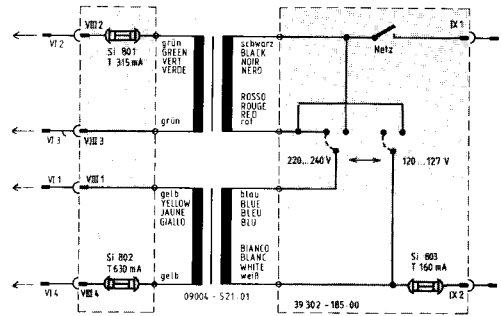 VI 2
VIII 2
Si 801
T 315 mA
grün
GREEN
VERT
VERDE
grün
schwarz
BLACK
NOIR
NERO
ROSSO
ROUGE
RED
rot
Netz
IX 1
VI 3
VIII 3
220...240 V
120...127 V
VI 1
VIII 1
gelb
YELLOW
JAUNE
GIALLO
blau
BLUE
BLEU
BLU
BIANCO
BLANC
WHITE
weiß
Si 802
T 630 mA
gelb
VI 4
VIII 4
Si 803
T 160 mA
IX 2
09004 - 521.01
39 302 -185.00